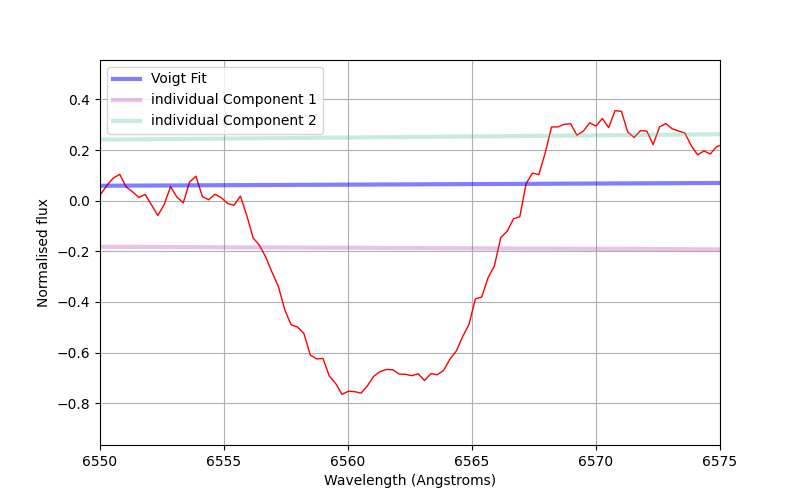 Voigt Fit
individual Component 1
individual Component 2
0.4
0.2
0.0
−0.2
−0.4
−0.6
−0.8
Normalised flux
6550 6555 6560 6565 6570 6575
Wavelength (Angstroms)